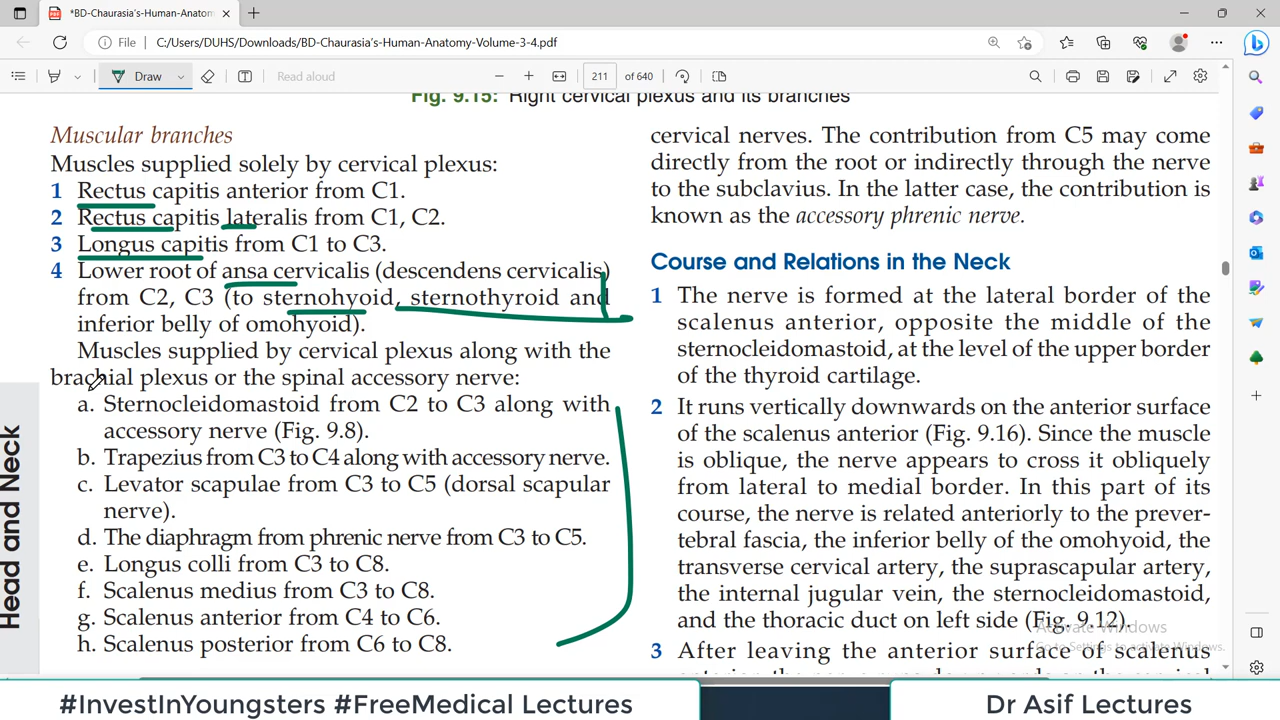 *BD-Chaurasia's-Human-Anatom
File
C:/Users/DUHS/Downloads/BD-Chaurasia's-Human-Anatomy-Volume-3-4.pdf
Draw
Read aloud
211 of 640
Fig. 9.15: Right cervical plexus and its branches
Muscular branches
Muscles supplied solely by cervical plexus:
1 Rectus capitis anterior from C1.
2 Rectus capitis lateralis from C1, C2.
3 Longus capitis from C1 to C3.
4 Lower root of ansa cervicalis (descendens cervicalis)
from C2, C3 (to sternohyoid, sternothyroid and
inferior belly of omohyoid).
Muscles supplied by cervical plexus along with the
brachial plexus or the spinal accessory nerve:
a. Sternocleidomastoid from C2 to C3 along with
accessory nerve (Fig. 9.8).
b. Trapezius from C3 to C4 along with accessory nerve.
c. Levator scapulae from C3 to C5 (dorsal scapular
nerve).
d. The diaphragm from phrenic nerve from C3 to C5.
e. Longus colli from C3 to C8.
f. Scalenus medius from C3 to C8.
g. Scalenus anterior from C4 to C6.
h. Scalenus posterior from C6 to C8.
cervical nerves. The contribution from C5 may come
directly from the root or indirectly through the nerve
to the subclavius. In the latter case, the contribution is
known as the accessory phrenic nerve.
Course and Relations in the Neck
1 The nerve is formed at the lateral border of the
scalenus anterior, opposite the middle of the
sternocleidomastoid, at the level of the upper border
of the thyroid cartilage.
2 It runs vertically downwards on the anterior surface
of the scalenus anterior (Fig. 9.16). Since the muscle
is oblique, the nerve appears to cross it obliquely
from lateral to medial border. In this part of its
course, the nerve is related anteriorly to the prever-
tebral fascia, the inferior belly of the omohyoid, the
transverse cervical artery, the suprascapular artery,
the internal jugular vein, the sternocleidomastoid,
and the thoracic duct on left side (Fig. 9.12).
3 After leaving the anterior surface of scalenus
Head and Neck
Activate Windows
Go to Settings to activate Windows.
#InvestInYoungsters #FreeMedical Lectures
Dr Asif Lectures